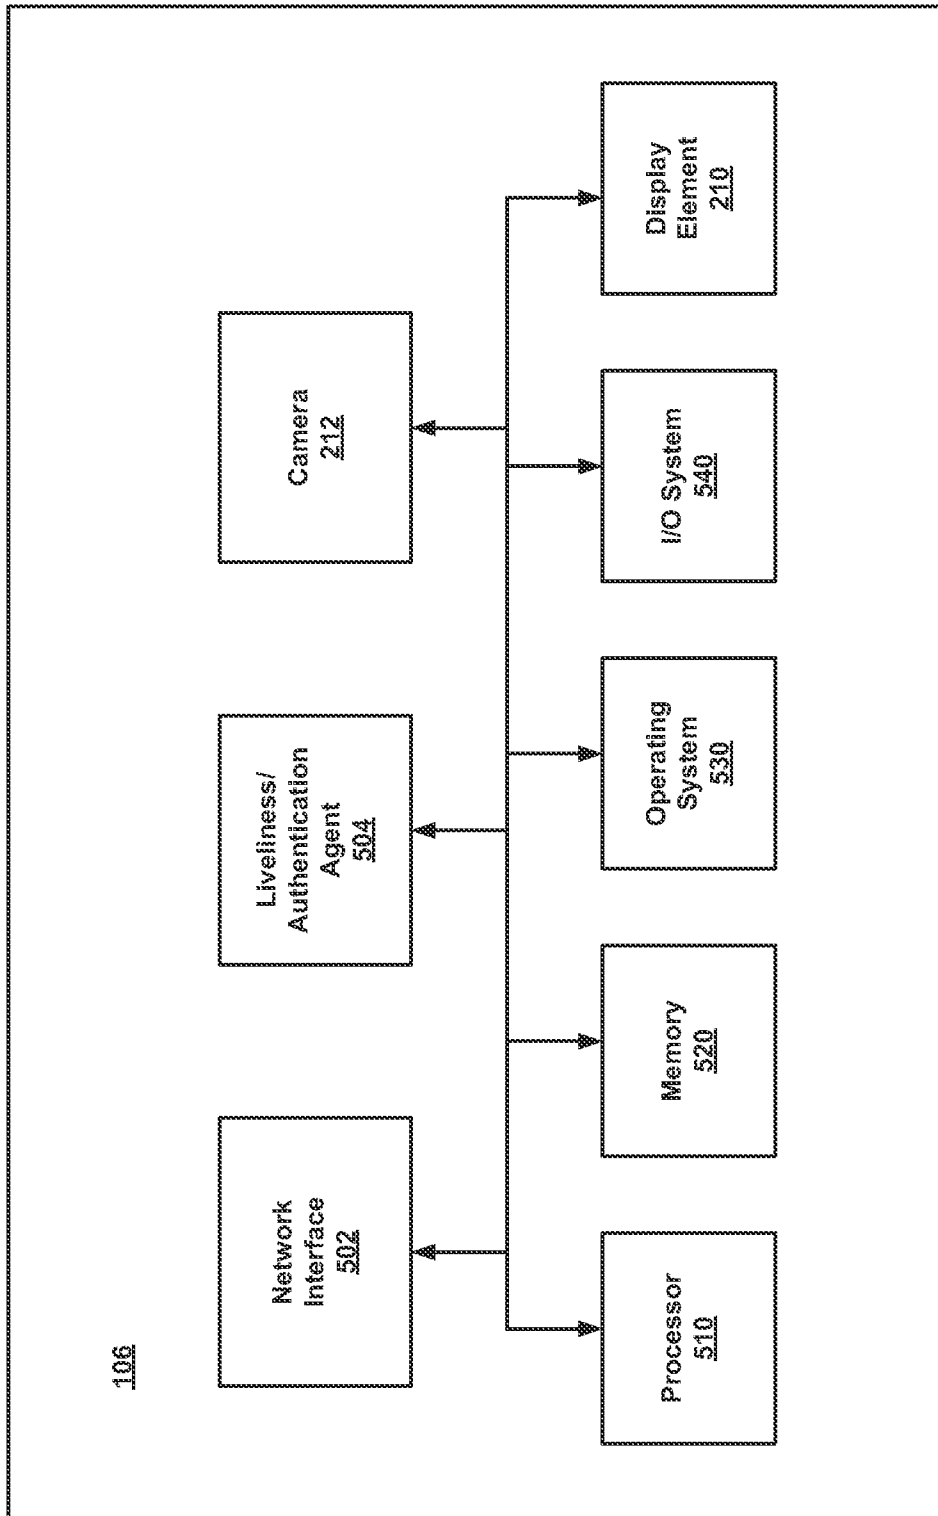 106
Network
Interface
502
Liveliness/
Authentication
Agent
504
Camera
212
Processor
510
Memory
520
Operating
System
530
I/O System
540
Display
Element
210